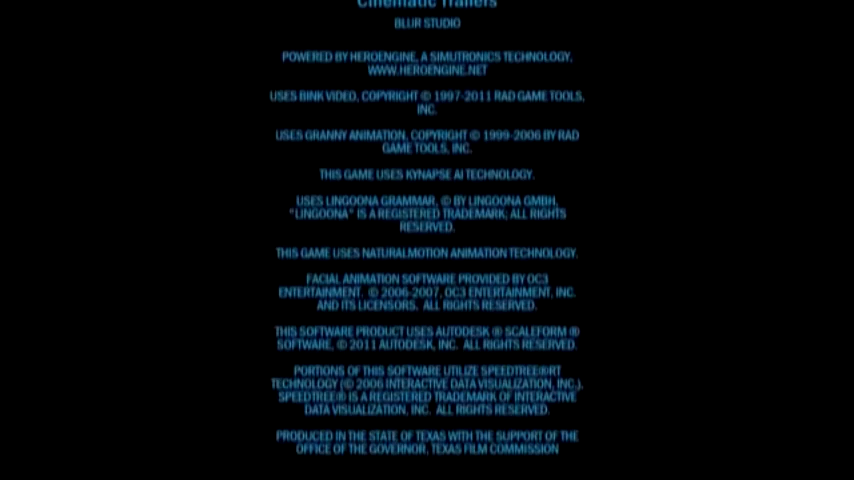 Cinematic Trailers
BLUR STUDIO
POWERED BY HEROENGINE, A SIMUTRONICS TECHNOLOGY.
WWW.HEROENGINE.NET
USES BINK VIDEO, COPYRIGHT © 1997-2011 RAD GAME TOOLS,
INC.
USES GRANNY ANIMATION, COPYRIGHT © 1999-2006 BY RAD
GAME TOOLS, INC.
THIS GAME USES KYNAPSE AI TECHNOLOGY.
USES LINGOONA GRAMMAR, © BY LINGOONA GMBH,
"LINGOONA" IS A REGISTERED TRADEMARK, ALL RIGHTS
RESERVED.
THIS GAME USES NATURALMOTION ANIMATION TECHNOLOGY.
FACIAL ANIMATION SOFTWARE PROVIDED BY OC3
ENTERTAINMENT. © 2006-2007, OC3 ENTERTAINMENT, INC.
AND ITS LICENSORS. ALL RIGHTS RESERVED.
THIS SOFTWARE PRODUCT USES AUTODESK ® SCALEFORM ®
SOFTWARE, © 2011 AUTODESK, INC. ALL RIGHTS RESERVED.
PORTIONS OF THIS SOFTWARE UTILIZE SPEEDTREE®RT
TECHNOLOGY (© 2006 INTERACTIVE DATA VISUALIZATION, INC.).
SPEEDTREE® IS A REGISTERED TRADEMARK OF INTERACTIVE
DATA VISUALIZATION, INC. ALL RIGHTS RESERVED.
PRODUCED IN THE STATE OF TEXAS WITH THE SUPPORT OF THE
OFFICE OF THE GOVERNOR, TEXAS FILM COMMISSION